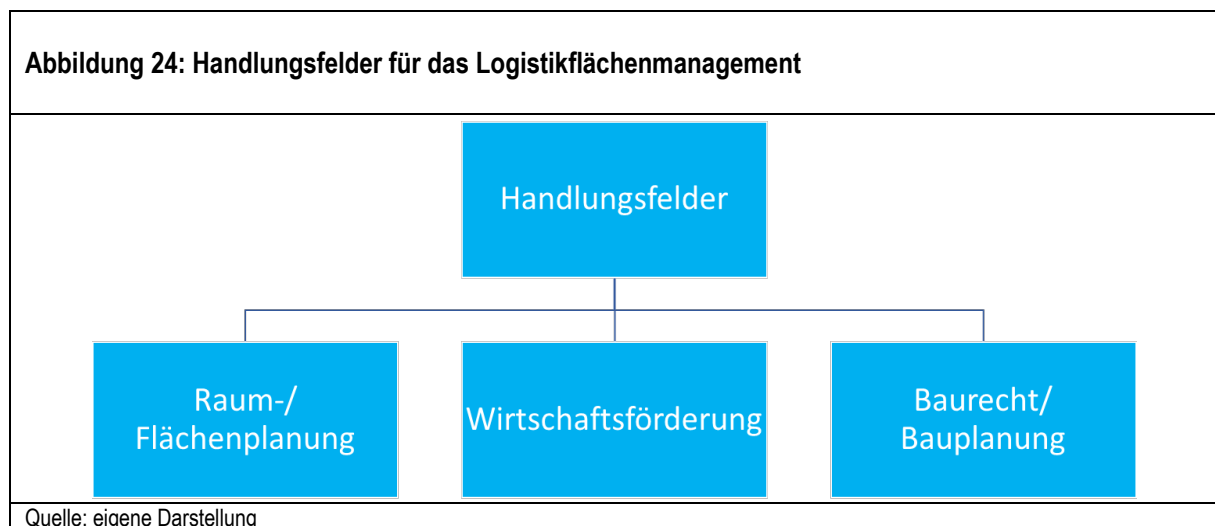 Abbildung 24: Handlungsfelder für das Logistikflächenmanagement
Handlungsfelder
Raum-/
Flächenplanung
Wirtschaftsförderung
Baurecht/
Bauplanung
Quelle: eigene Darstellung